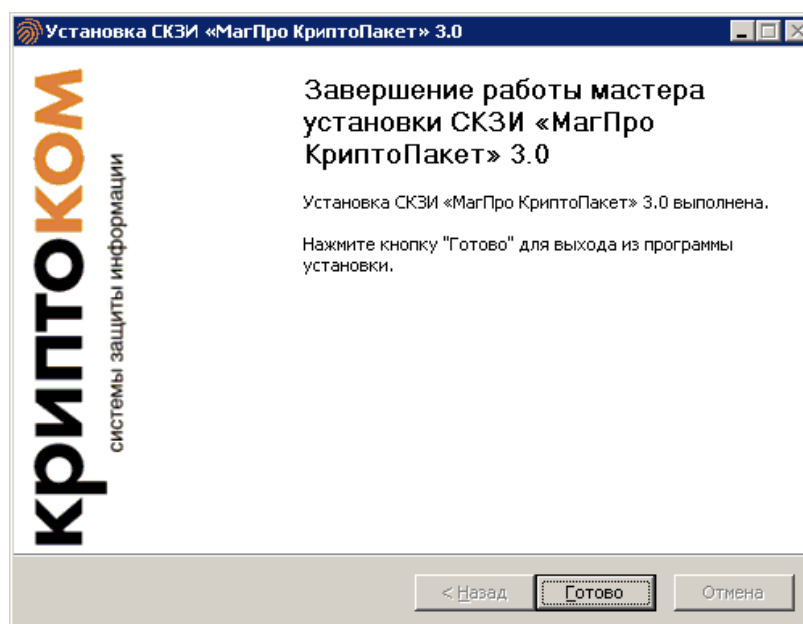 Установка СКЗИ «МагПро КриптоПакет» 3.0
криптоком
системы защиты информации
Завершение работы мастера
установки СКЗИ «МагПро
КриптоПакет» 3.0
Установка СКЗИ «МагПро КриптоПакет» 3.0 выполнена.
Нажмите кнопку "Готово" для выхода из программы
установки.
< Назад
Готово
Отмена